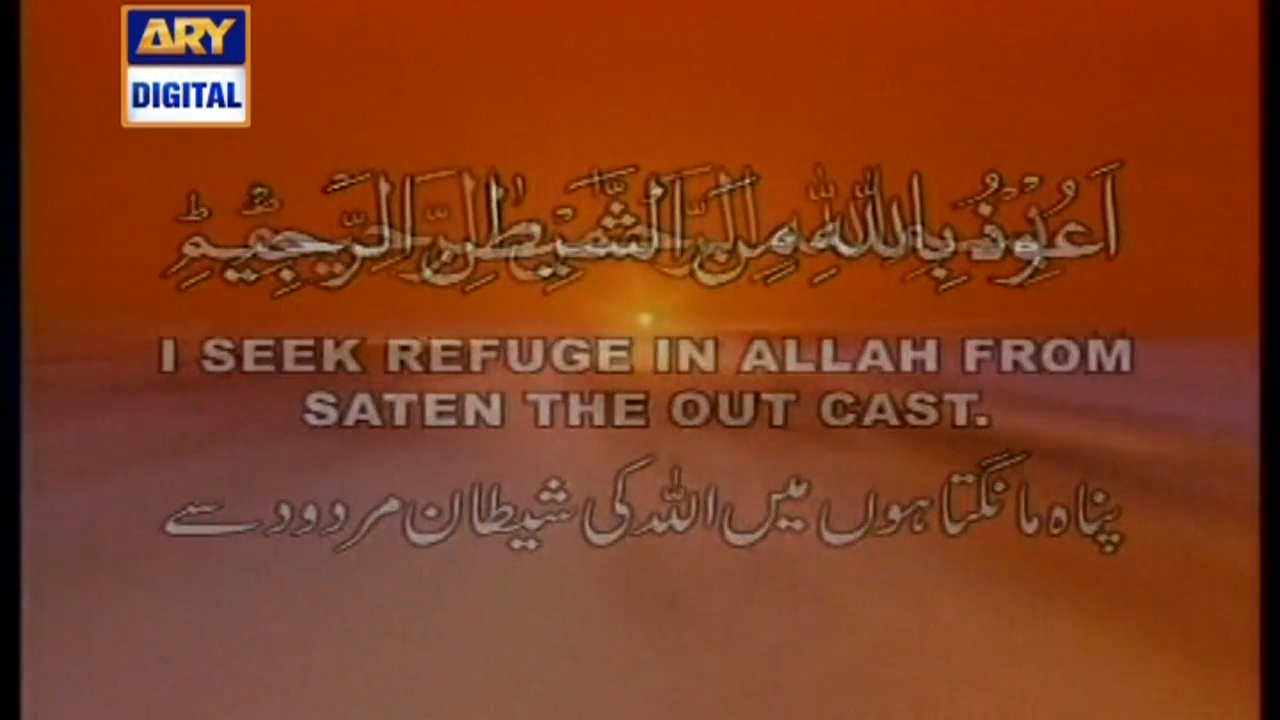 ARY
DIGITAL
اَعُوْذُ بِاللّٰهِ مِنَ الشَّيْطٰنِ الرَّجِيْمِؕ
I SEEK REFUGE IN ALLAH FROM
SATEN THE OUT CAST.
پناہ مانگتا ہوں میں اللہ کی شیطان مردود سے